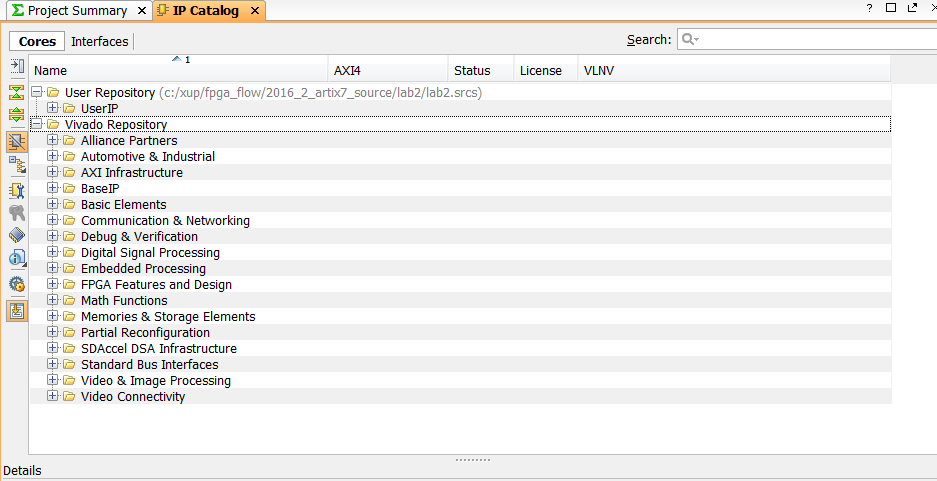 Project Summary × IP Catalog × ?
Cores Interfaces Search:
Name 1 AXI4 Status License VLNV
User Repository (c:/xup/fpga_flow/2016_2_artix7_source/lab2/lab2.srcs)
UserIP
Vivado Repository
Alliance Partners
Automotive & Industrial
AXI Infrastructure
BaseIP
Basic Elements
Communication & Networking
Debug & Verification
Digital Signal Processing
Embedded Processing
FPGA Features and Design
Math Functions
Memories & Storage Elements
Partial Reconfiguration
SDAccel DSA Infrastructure
Standard Bus Interfaces
Video & Image Processing
Video Connectivity
Details